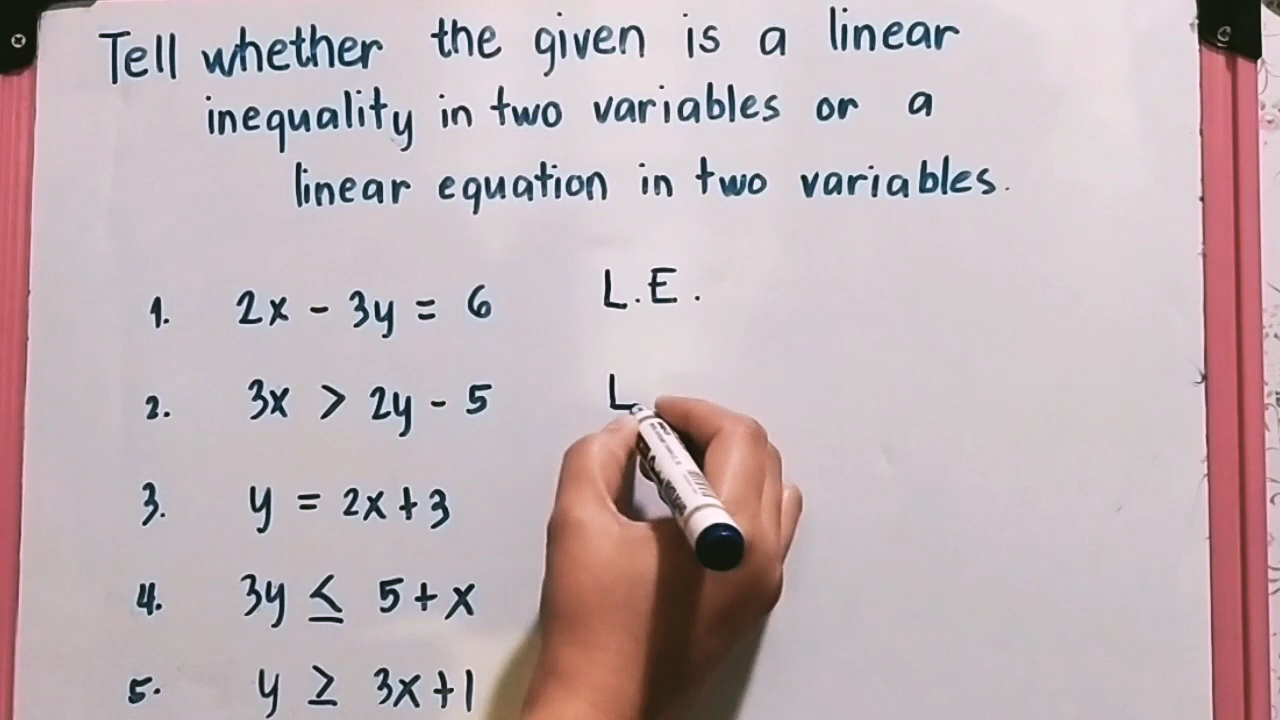 Tell whether the given is a linear
inequality in two variables or a
linear equation in two variables.
1. 2x - 3y = 6 L.E.
2. 3x > 2y - 5 L
3. y = 2x + 3
4. 3y ≤ 5 + x
5. y ≥ 3x + 1